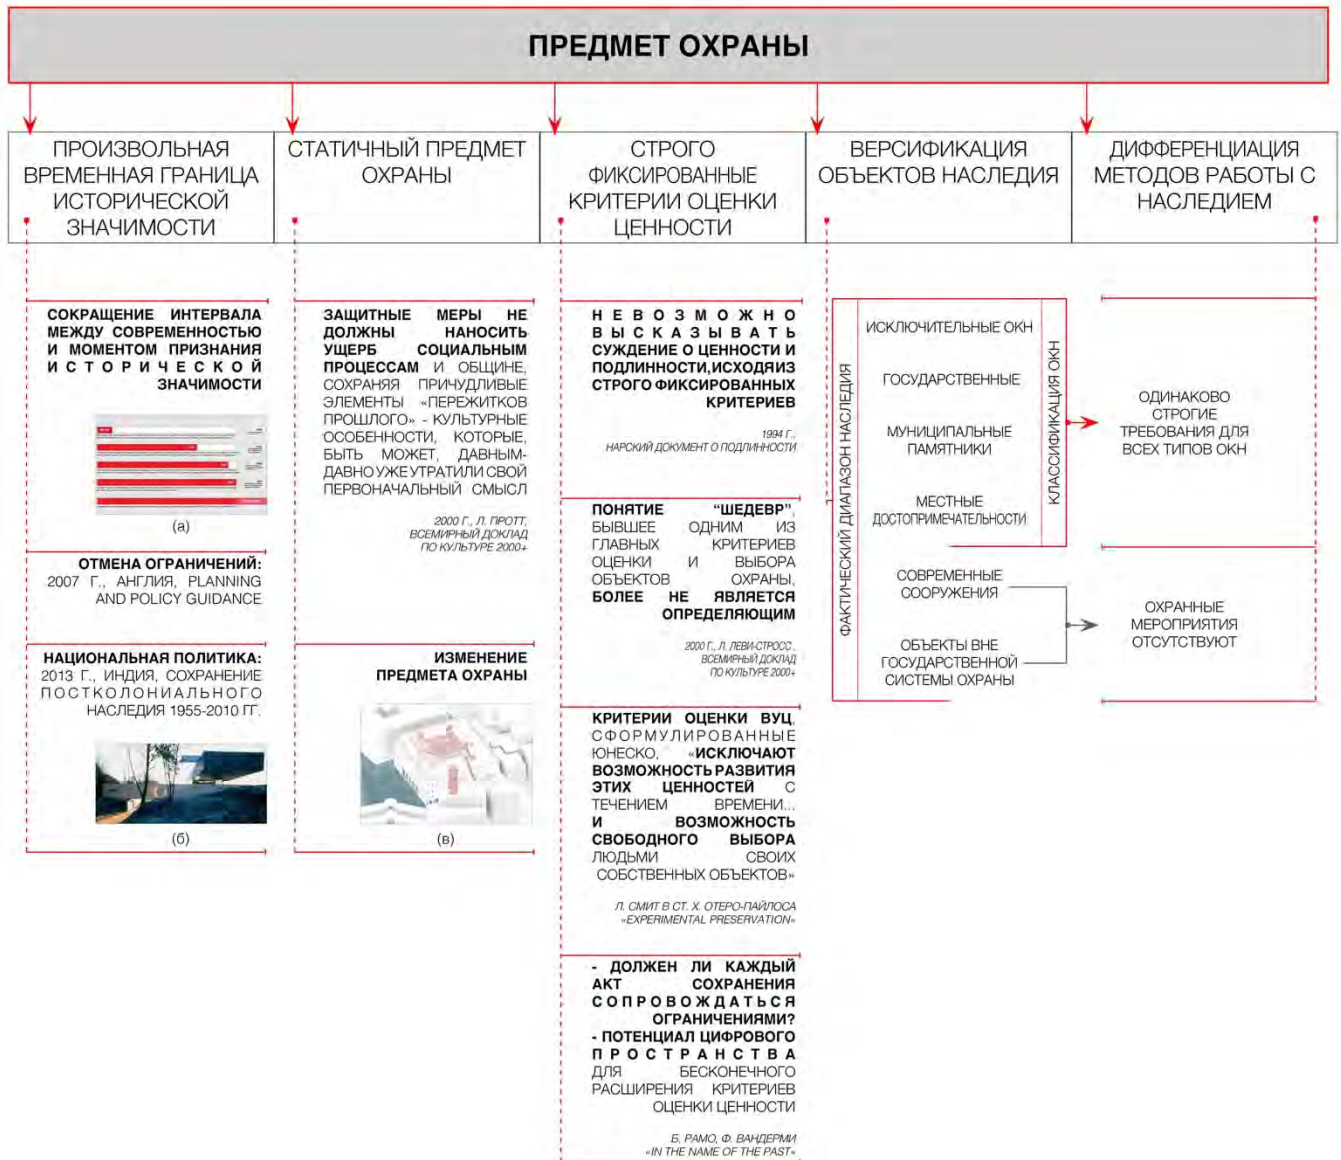 ПРЕДМЕТ ОХРАНЫ
ПРОИЗВОЛЬНАЯ
ВРЕМЕННАЯ ГРАНИЦА
ИСТОРИЧЕСКОЙ
ЗНАЧИМОСТИ
СТАТИЧНЫЙ ПРЕДМЕТ
ОХРАНЫ
СТРОГО
ФИКСИРОВАННЫЕ
КРИТЕРИИ ОЦЕНКИ
ЦЕННОСТИ
ВЕРСИФИКАЦИЯ
ОБЪЕКТОВ НАСЛЕДИЯ
ДИФФЕРЕНЦИАЦИЯ
МЕТОДОВ РАБОТЫ С
НАСЛЕДИЕМ
СОКРАЩЕНИЕ ИНТЕРВАЛА
МЕЖДУ СОВРЕМЕННОСТЬЮ
И МОМЕНТОМ ПРИЗНАНИЯ
ИСТОРИЧЕСКОЙ
ЗНАЧИМОСТИ
(а)
ОТМЕНА ОГРАНИЧЕНИЙ:
2007 Г., АНГЛИЯ, PLANNING
AND POLICY GUIDANCE
НАЦИОНАЛЬНАЯ ПОЛИТИКА:
2013 Г., ИНДИЯ, СОХРАНЕНИЕ
ПОСТКОЛОНИАЛЬНОГО
НАСЛЕДИЯ 1955-2010 ГГ.
(б)
ЗАЩИТНЫЕ МЕРЫ НЕ
ДОЛЖНЫ НАНОСИТЬ
УЩЕРБ СОЦИАЛЬНЫМ
ПРОЦЕССАМ И ОБЩИНЕ,
СОХРАНЯЯ ПРИЧУДЛИВЫЕ
ЭЛЕМЕНТЫ «ПЕРЕЖИТКОВ
ПРОШЛОГО» - КУЛЬТУРНЫЕ
ОСОБЕННОСТИ, КОТОРЫЕ,
БЫТЬ МОЖЕТ, ДАВНЫМ-
ДАВНО УЖЕ УТРАТИЛИ СВОЙ
ПЕРВОНАЧАЛЬНЫЙ СМЫСЛ
2000 Г., Л. ПРОТТ,
ВСЕМИРНЫЙ ДОКЛАД
ПО КУЛЬТУРЕ 2000+
ИЗМЕНЕНИЕ
ПРЕДМЕТА ОХРАНЫ
(в)
НЕВОЗМОЖНО
ВЫСКАЗЫВАТЬ
СУЖДЕНИЕ О ЦЕННОСТИ И
ПОДЛИННОСТИ, ИСХОДЯ ИЗ
СТРОГО ФИКСИРОВАННЫХ
КРИТЕРИЕВ
1994 Г.,
НАРСКИЙ ДОКУМЕНТ О ПОДЛИННОСТИ
ПОНЯТИЕ "ШЕДЕВР",
БЫВШЕЕ ОДНИМ ИЗ
ГЛАВНЫХ КРИТЕРИЕВ
ОЦЕНКИ И ВЫБОРА
ОБЪЕКТОВ ОХРАНЫ,
БОЛЕЕ НЕ ЯВЛЯЕТСЯ
ОПРЕДЕЛЯЮЩИМ
2000 Г., Л. ЛЕВИ-СТРОСС,
ВСЕМИРНЫЙ ДОКЛАД
ПО КУЛЬТУРЕ 2000+
КРИТЕРИИ ОЦЕНКИ ВУЦ,
СФОРМУЛИРОВАННЫЕ
ЮНЕСКО, «ИСКЛЮЧАЮТ
ВОЗМОЖНОСТЬ РАЗВИТИЯ
ЭТИХ ЦЕННОСТЕЙ С
ТЕЧЕНИЕМ ВРЕМЕНИ...
И ВОЗМОЖНОСТЬ
СВОБОДНОГО ВЫБОРА
ЛЮДЬМИ СВОИХ
СОБСТВЕННЫХ ОБЪЕКТОВ»
Л. СМИТ В СТ. Х. ОТЕРО-ПАЙЛОСА
«EXPERIMENTAL PRESERVATION»
- ДОЛЖЕН ЛИ КАЖДЫЙ
АКТ СОХРАНЕНИЯ
СОПРОВОЖДАТЬСЯ
ОГРАНИЧЕНИЯМИ?
- ПОТЕНЦИАЛ ЦИФРОВОГО
ПРОСТРАНСТВА
ДЛЯ БЕСКОНЕЧНОГО
РАСШИРЕНИЯ КРИТЕРИЕВ
ОЦЕНКИ ЦЕННОСТИ
Б. РАМО, Ф. ВАНДЕРМИ
«IN THE NAME OF THE PAST»
ФАКТИЧЕСКИЙ ДИАПАЗОН НАСЛЕДИЯ
ИСКЛЮЧИТЕЛЬНЫЕ ОКН
ГОСУДАРСТВЕННЫЕ
МУНИЦИПАЛЬНЫЕ
ПАМЯТНИКИ
МЕСТНЫЕ
ДОСТОПРИМЕЧАТЕЛЬНОСТИ
КЛАССИФИКАЦИЯ ОКН
СОВРЕМЕННЫЕ
СООРУЖЕНИЯ
ОБЪЕКТЫ ВНЕ
ГОСУДАРСТВЕННОЙ
СИСТЕМЫ ОХРАНЫ
ОДИНАКОВО
СТРОГИЕ
ТРЕБОВАНИЯ ДЛЯ
ВСЕХ ТИПОВ ОКН
ОХРАННЫЕ
МЕРОПРИЯТИЯ
ОТСУТСТВУЮТ